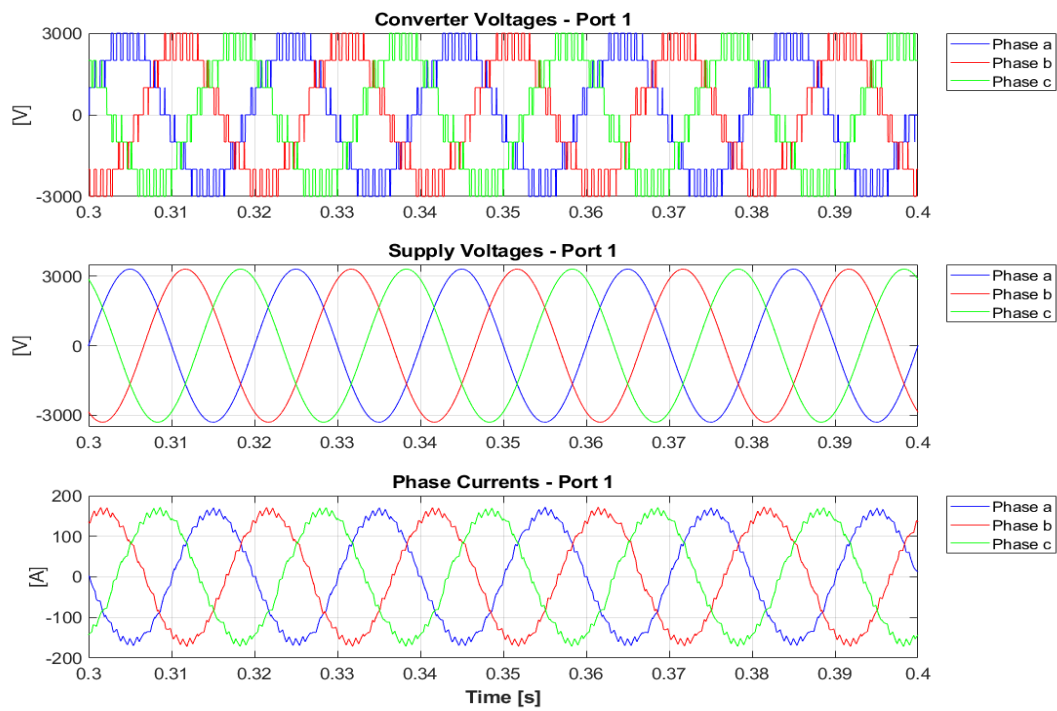 Converter Voltages - Port 1
3000
0
-3000
[V]
0.3 0.31 0.32 0.33 0.34 0.35 0.36 0.37 0.38 0.39 0.4
Phase a
Phase b
Phase c
Supply Voltages - Port 1
3000
0
-3000
[V]
0.3 0.31 0.32 0.33 0.34 0.35 0.36 0.37 0.38 0.39 0.4
Phase a
Phase b
Phase c
Phase Currents - Port 1
200
100
0
-100
-200
[A]
0.3 0.31 0.32 0.33 0.34 0.35 0.36 0.37 0.38 0.39 0.4
Time [s]
Phase a
Phase b
Phase c